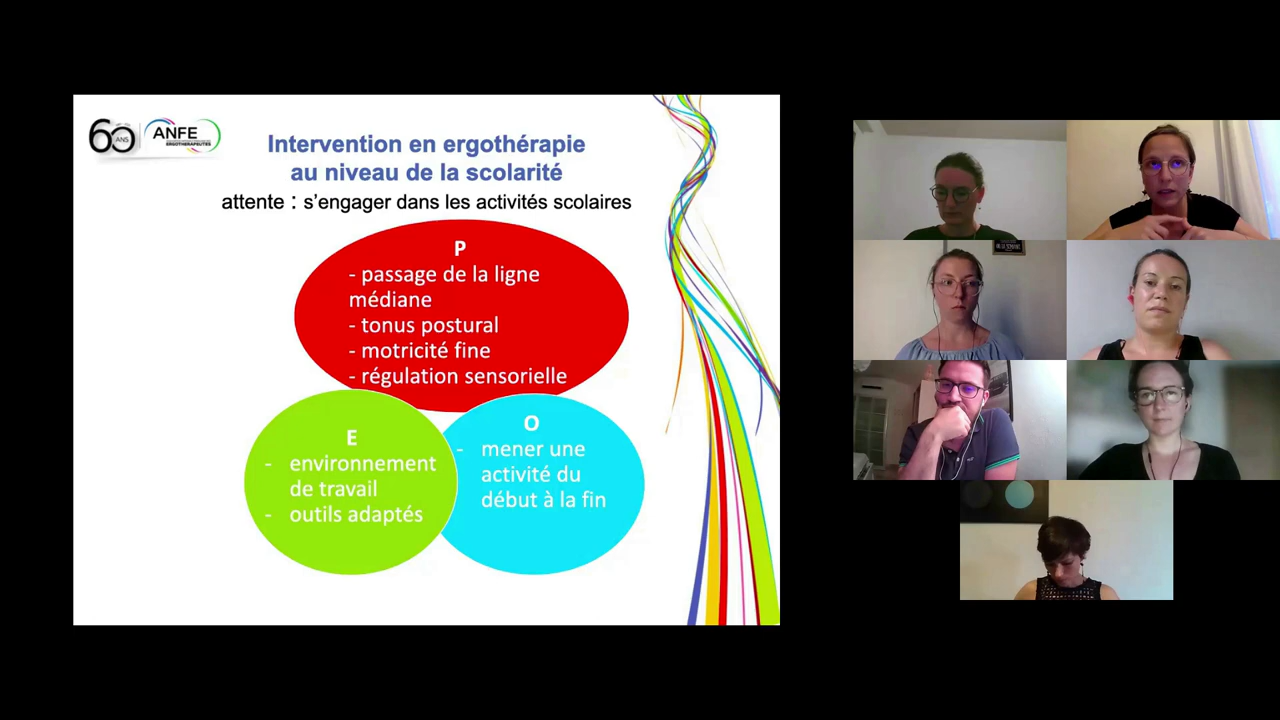 60 ANS
ANFE
ERGOTHÉRAPEUTES
Intervention en ergothérapie
au niveau de la scolarité
attente : s'engager dans les activités scolaires
P
- passage de la ligne
médiane
- tonus postural
- motricité fine
- régulation sensorielle
E
- environnement
de travail
- outils adaptés
O
- mener une
activité du
début à la fin